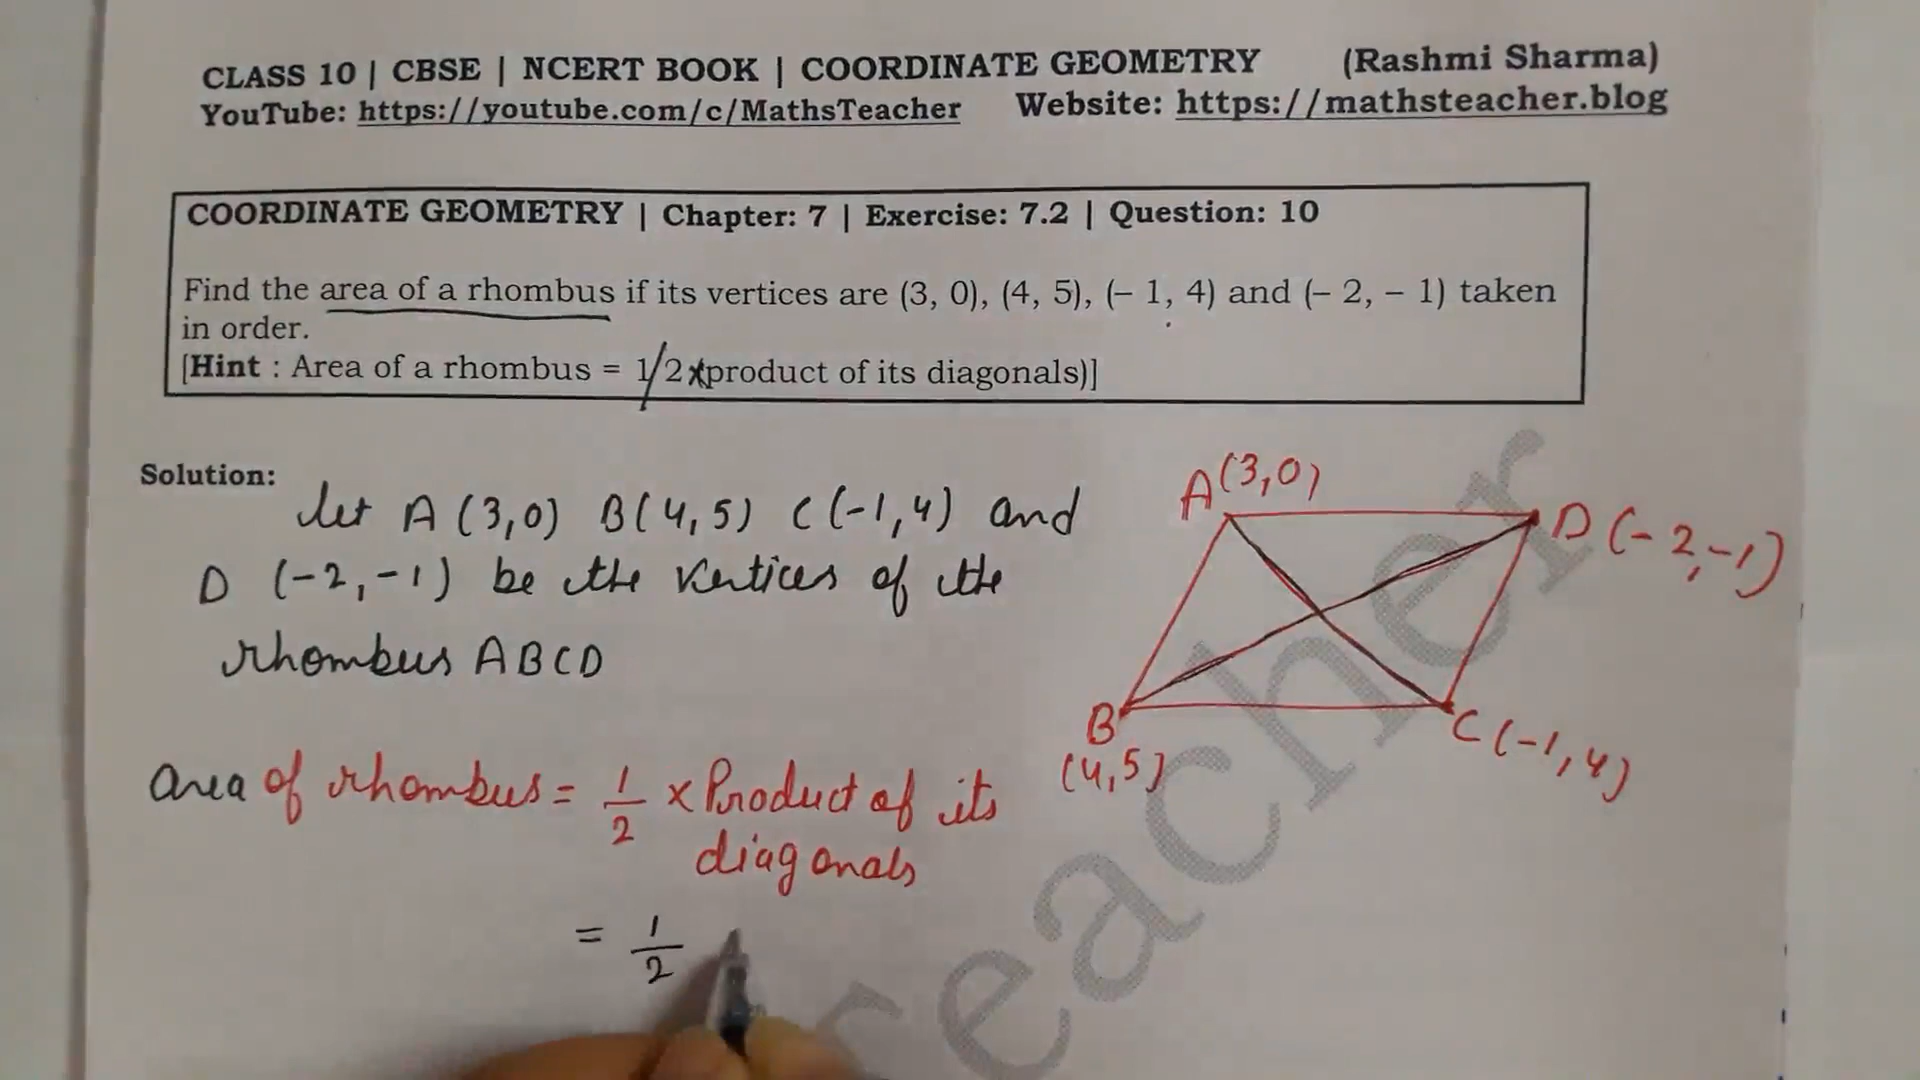 CLASS 10 | CBSE | NCERT BOOK | COORDINATE GEOMETRY (Rashmi Sharma)
YouTube: https://youtube.com/c/MathsTeacher Website: https://mathsteacher.blog
COORDINATE GEOMETRY | Chapter: 7 | Exercise: 7.2 | Question: 10
Find the area of a rhombus if its vertices are (3, 0), (4, 5), (– 1, 4) and (– 2, – 1) taken
in order.
[Hint : Area of a rhombus = 1/2×(product of its diagonals)]
Solution:
Let A (3,0) B(4,5) C(-1,4) and
D (-2,-1) be the vertices of the
rhombus ABCD
A(3,0)
D(-2,-1)
B
(4,5)
C(-1,4)
Area of rhombus = 1/2 × Product of its
diagonals
= 1/2
eacher